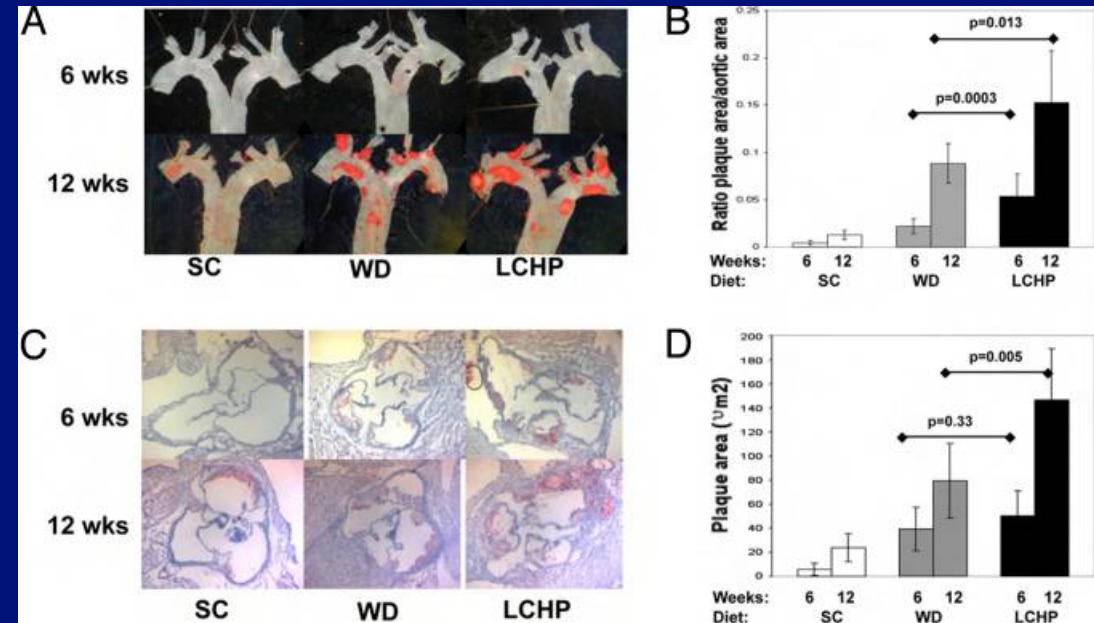 A
6 wks
12 wks
SC WD LCHP
B
Ratio plaque area/aortic area
0.25
0.2
0.15
0.1
0.05
0
p=0.013
p=0.0003
Weeks: 6 12 6 12 6 12
Diet: SC WD LCHP
C
6 wks
12 wks
SC WD LCHP
D
Plaque area (υm2)
200
180
160
140
120
100
80
60
40
20
0
p=0.005
p=0.33
Weeks: 6 12 6 12 6 12
Diet: SC WD LCHP